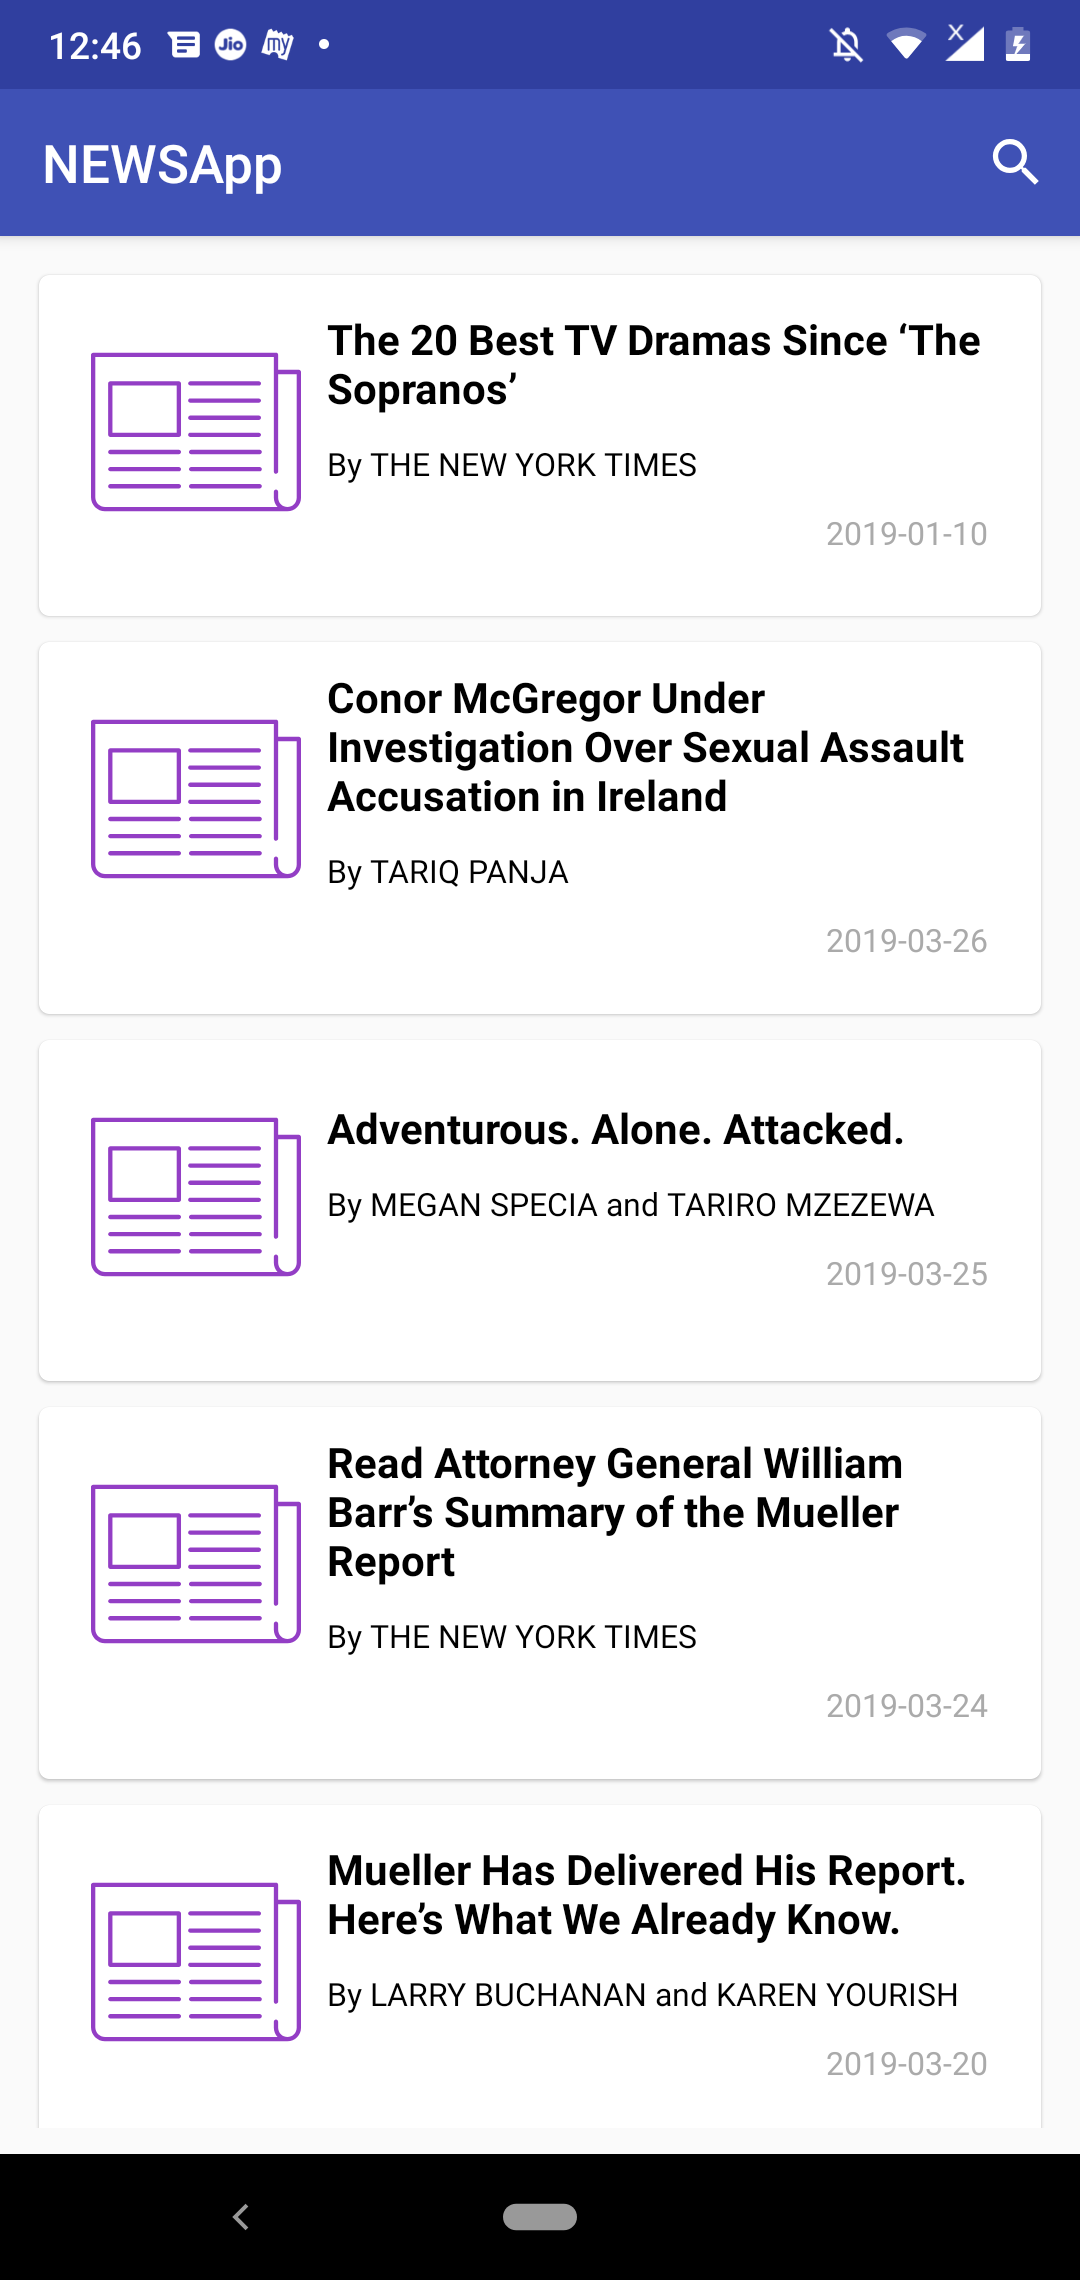 12:46 Jio my
NEWSApp
The 20 Best TV Dramas Since ‘The
Sopranos’
By THE NEW YORK TIMES
2019-01-10
Conor McGregor Under
Investigation Over Sexual Assault
Accusation in Ireland
By TARIQ PANJA
2019-03-26
Adventurous. Alone. Attacked.
By MEGAN SPECIA and TARIRO MZEZEWA
2019-03-25
Read Attorney General William
Barr’s Summary of the Mueller
Report
By THE NEW YORK TIMES
2019-03-24
Mueller Has Delivered His Report.
Here’s What We Already Know.
By LARRY BUCHANAN and KAREN YOURISH
2019-03-20